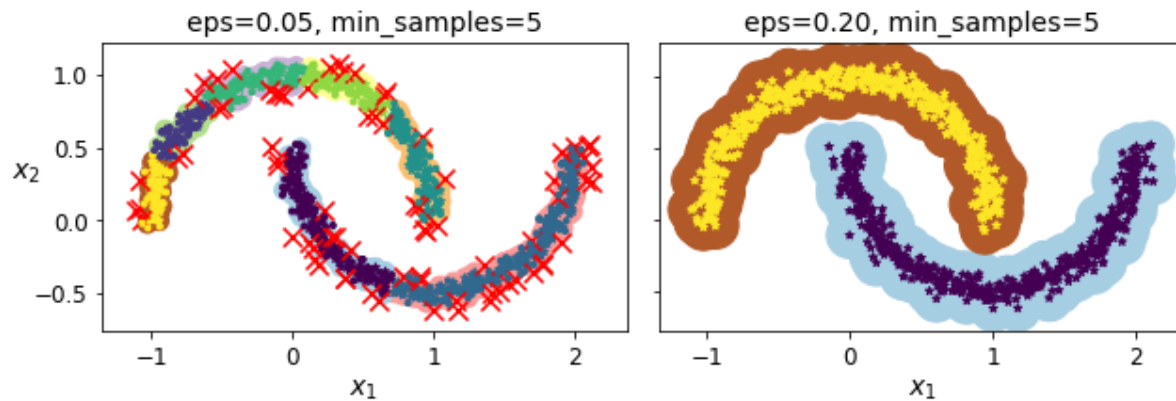 eps=0.05, min_samples=5
eps=0.20, min_samples=5
1.0
0.5
0.0
−0.5
x₂
−1 0 1 2
−1 0 1 2
x₁
x₁